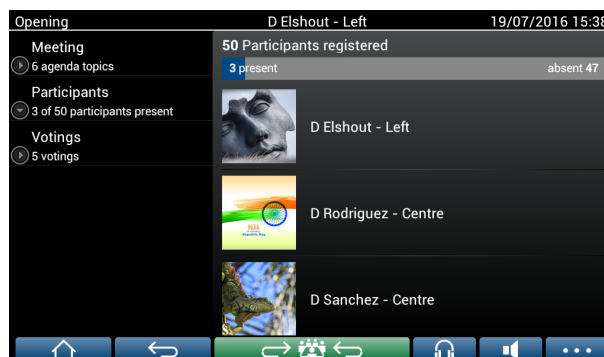 Opening D Elshout - Left 19/07/2016 15:38
Meeting
6 agenda topics
Participants
3 of 50 participants present
Votings
5 votings
50 Participants registered
3 present absent 47
D Elshout - Left
D Rodriguez - Centre
D Sanchez - Centre